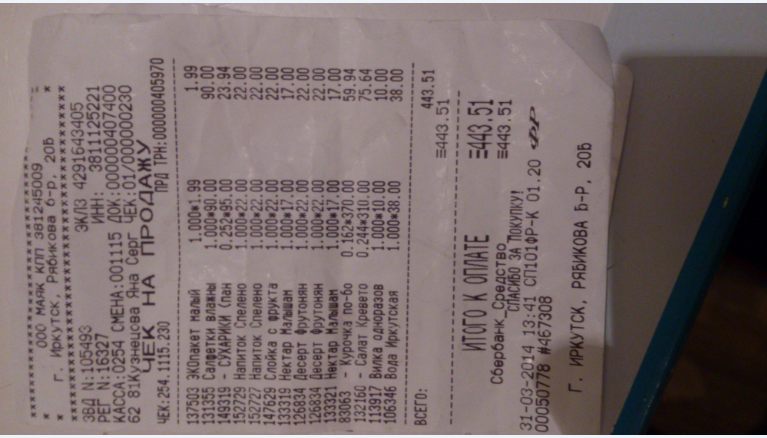 ****************************
* ООО МАЯК КПП 381245009 *
* г. Иркутск, Рябикова б-р, 20Б *
****************************
ЗВД N:105493 ЭКЛЗ 4291643405
РЕГ N:16327 ИНН: 3811125221
КАССА:0254 СМЕНА:001115 ДОК:000000407400
62 81Кузнецова Яна Серг ЧЕК:01/000000230
ЧЕК НА ПРОДАЖУ
ЧЕК:254.1115.230 ПРД ТРН:000000405970
137503 ЭКОпакет малый 1.000*1.99 1.99
131355 Салфетки влажны 1.000*90.00 90.00
149319 - СУХАРИКИ (пан 0.252*95.00 23.94
152729 Напиток Спелено 1.000*22.00 22.00
152727 Напиток Спелено 1.000*22.00 22.00
147629 Слойка с фрукта 1.000*22.00 22.00
133319 Нектар Малышам 1.000*17.00 17.00
126834 Десерт Фрутонян 1.000*22.00 22.00
126834 Десерт Фрутонян 1.000*22.00 22.00
133321 Нектар Малышам 1.000*17.00 17.00
83063 - Курочка по-бо 0.162*370.00 59.94
132160 - Салат Кревето 0.244*310.00 75.64
113917 Вилка одноразов 1.000*10.00 10.00
106346 Вода Иркутская 1.000*38.00 38.00
ВСЕГО: 443.51
≡443.51
ИТОГО К ОПЛАТЕ =443.51
Сбербанк_Средство ≡443.51
СПАСИБО ЗА ПОКУПКУ!
31-03-2014 13:41 СП101ФР-К 01.20 ФР
00050778 #467308
Г. ИРКУТСК, РЯБИКОВА Б-Р, 20Б